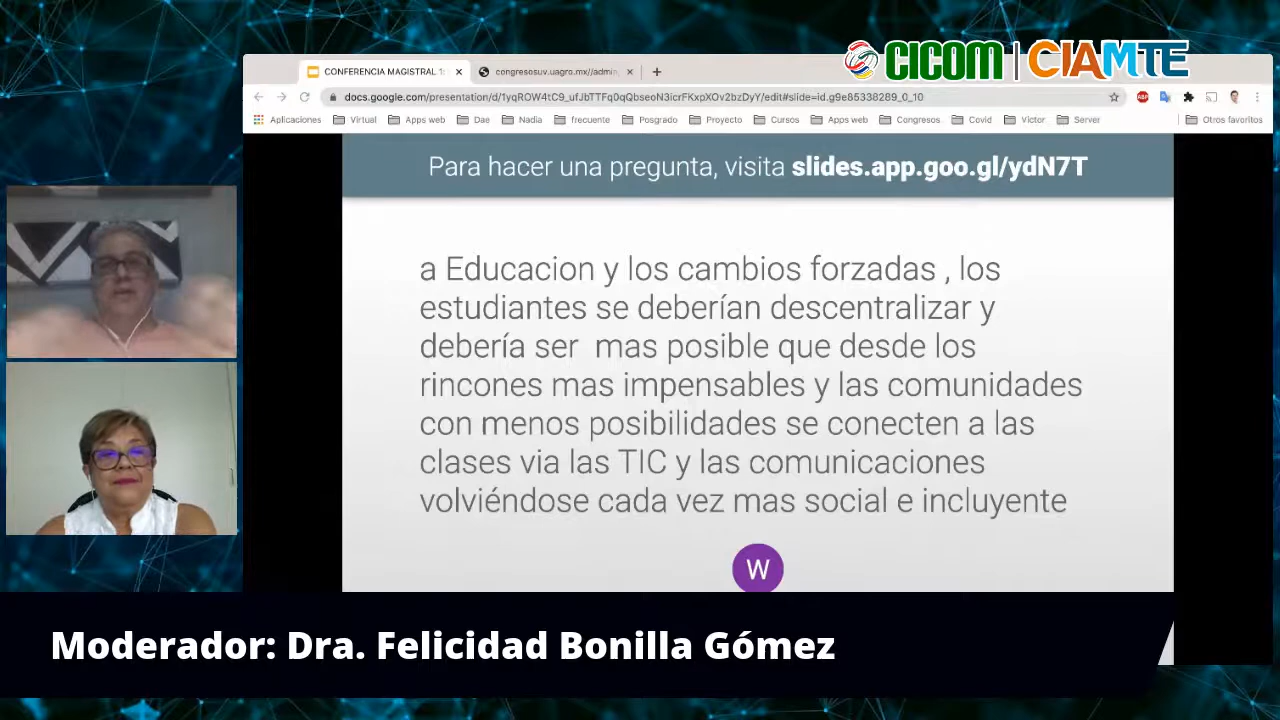 CICOM | CIAMTE
CONFERENCIA MAGISTRAL 1:
congresosuv.uagro.mx//admin
docs.google.com/presentation/d/1yqROW4tC9_ufJbTTFq0qQbseoN3icrFKxpXOv2bzDyY/edit#slide=id.g9e85338289_0_10
ABP
Aplicaciones Virtual Apps web Dae Nadia frecuente Posgrado Proyecto Cursos Apps web Congresos Covid Victor Server Otros favoritos
Para hacer una pregunta, visita slides.app.goo.gl/ydN7T
a Educacion y los cambios forzadas , los
estudiantes se deberían descentralizar y
debería ser mas posible que desde los
rincones mas impensables y las comunidades
con menos posibilidades se conecten a las
clases via las TIC y las comunicaciones
volviéndose cada vez mas social e incluyente
W
Moderador: Dra. Felicidad Bonilla Gómez